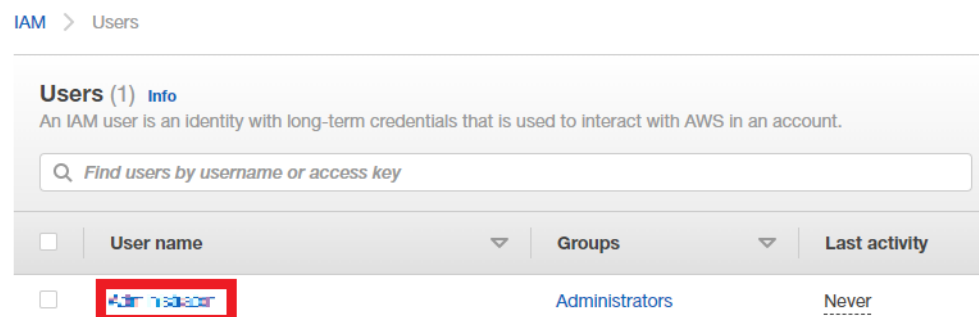 IAM > Users
Users (1) Info
An IAM user is an identity with long-term credentials that is used to interact with AWS in an account.
Find users by username or access key
User name Groups Last activity
Administrators Never